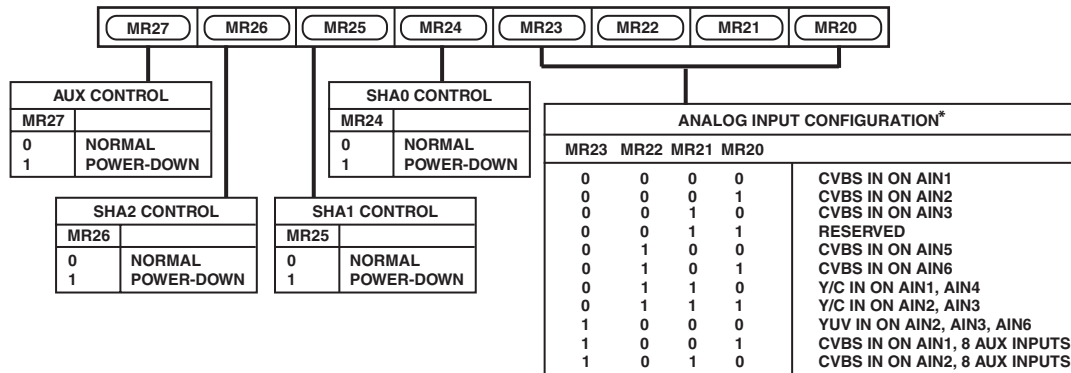 MR27 MR26 MR25 MR24 MR23 MR22 MR21 MR20
AUX CONTROL
MR27
0 NORMAL
1 POWER-DOWN
SHA0 CONTROL
MR24
0 NORMAL
1 POWER-DOWN
SHA2 CONTROL
MR26
0 NORMAL
1 POWER-DOWN
SHA1 CONTROL
MR25
0 NORMAL
1 POWER-DOWN
ANALOG INPUT CONFIGURATION*
MR23 MR22 MR21 MR20
0 0 0 0 CVBS IN ON AIN1
0 0 0 1 CVBS IN ON AIN2
0 0 1 0 CVBS IN ON AIN3
0 0 1 1 RESERVED
0 1 0 0 CVBS IN ON AIN5
0 1 0 1 CVBS IN ON AIN6
0 1 1 0 Y/C IN ON AIN1, AIN4
0 1 1 1 Y/C IN ON AIN2, AIN3
1 0 0 0 YUV IN ON AIN2, AIN3, AIN6
1 0 0 1 CVBS IN ON AIN1, 8 AUX INPUTS
1 0 1 0 CVBS IN ON AIN2, 8 AUX INPUTS